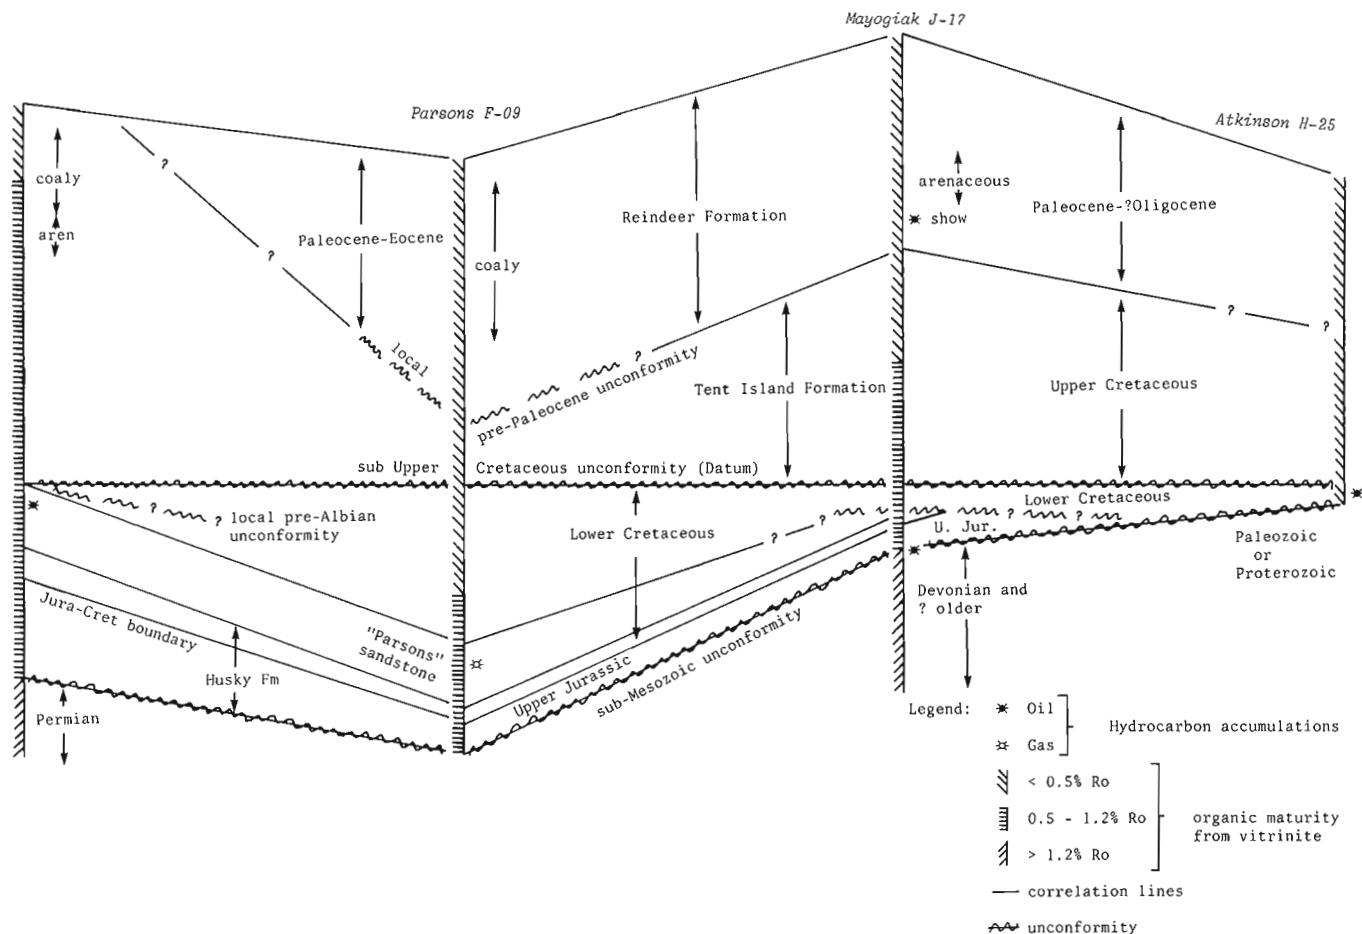 Mayogiak J-17
Parsons F-09
Atkinson H-25
coaly
aren
?
?
Paleocene-Eocene
local
coaly
Reindeer Formation
?
pre-Paleocene unconformity
Tent Island Formation
arenaceous
show
Paleocene-?Oligocene
?
?
Upper Cretaceous
sub Upper
Cretaceous unconformity (Datum)
? ? local pre-Albian
unconformity
Lower Cretaceous
?
?
Lower Cretaceous
? ?
U. Jur.
Paleozoic
or
Proterozoic
Devonian and
? older
Jura-Cret boundary
"Parsons"
sandstone
Husky Fm
Upper Jurassic
sub-Mesozoic unconformity
Permian
Legend:
Oil
Gas
Hydrocarbon accumulations
< 0.5% Ro
0.5 - 1.2% Ro
> 1.2% Ro
organic maturity
from vitrinite
correlation lines
unconformity